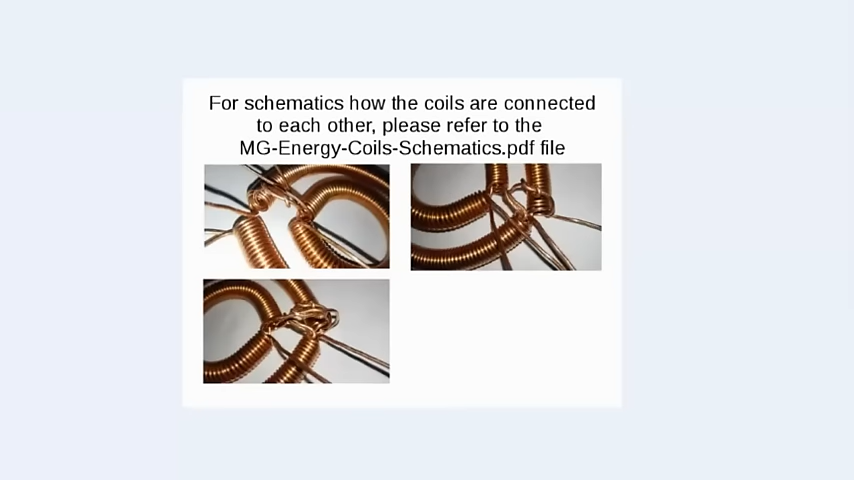 For schematics how the coils are connected
to each other, please refer to the
MG-Energy-Coils-Schematics.pdf file